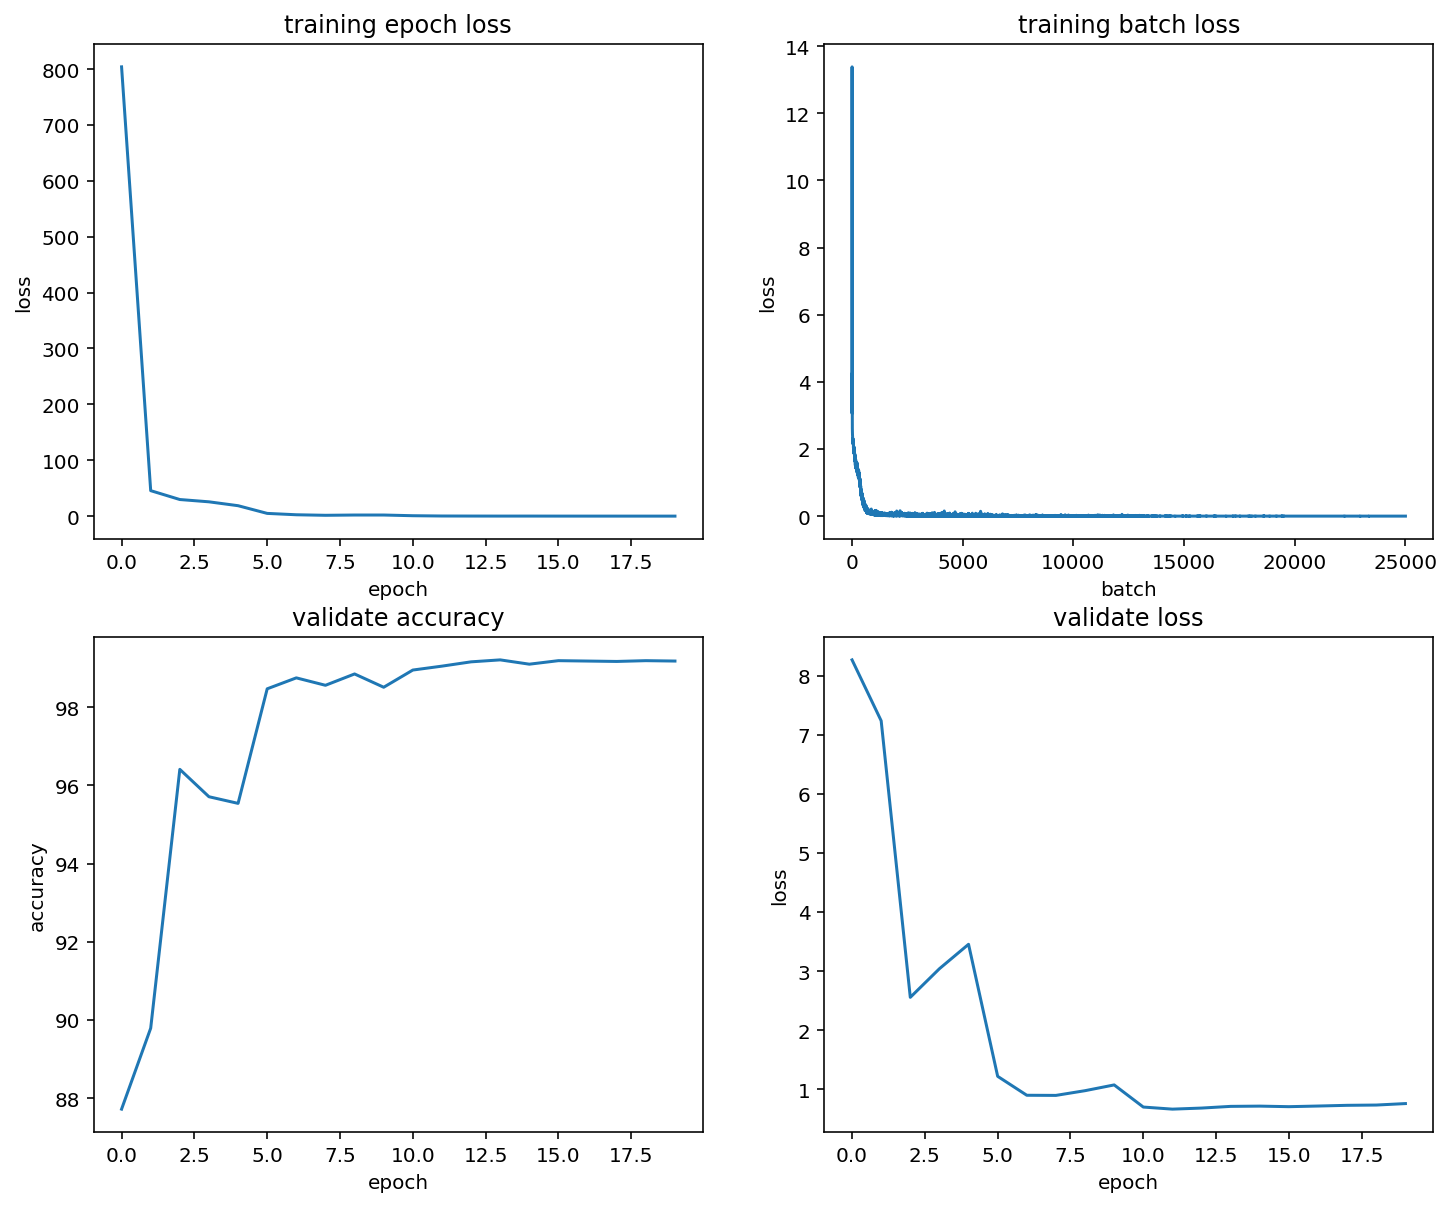 training epoch loss
800
700
600
500
400
300
200
100
0
loss
0.0 2.5 5.0 7.5 10.0 12.5 15.0 17.5
epoch
training batch loss
14
12
10
8
6
4
2
0
loss
0 5000 10000 15000 20000 25000
batch
validate accuracy
98
96
94
92
90
88
accuracy
0.0 2.5 5.0 7.5 10.0 12.5 15.0 17.5
epoch
validate loss
8
7
6
5
4
3
2
1
loss
0.0 2.5 5.0 7.5 10.0 12.5 15.0 17.5
epoch